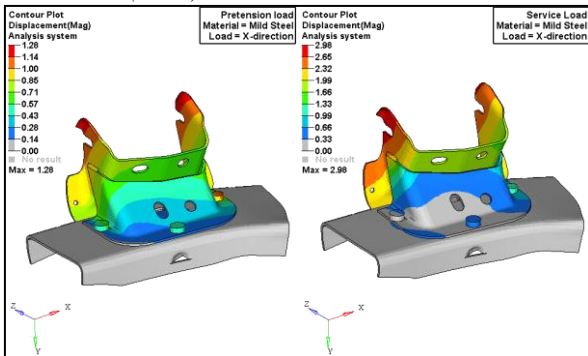 Contour Plot
Displacement(Mag)
Analysis system
1.28
1.14
1.00
0.85
0.71
0.57
0.43
0.28
0.14
0.00
No result
Max = 1.28
Pretension load
Material = Mild Steel
Load = X-direction
Z
X
Y
Contour Plot
Displacement(Mag)
Analysis system
2.98
2.65
2.32
1.99
1.66
1.33
0.99
0.66
0.33
0.00
No result
Max = 2.98
Service Load
Material = Mild Steel
Load = X-direction
Z
X
Y